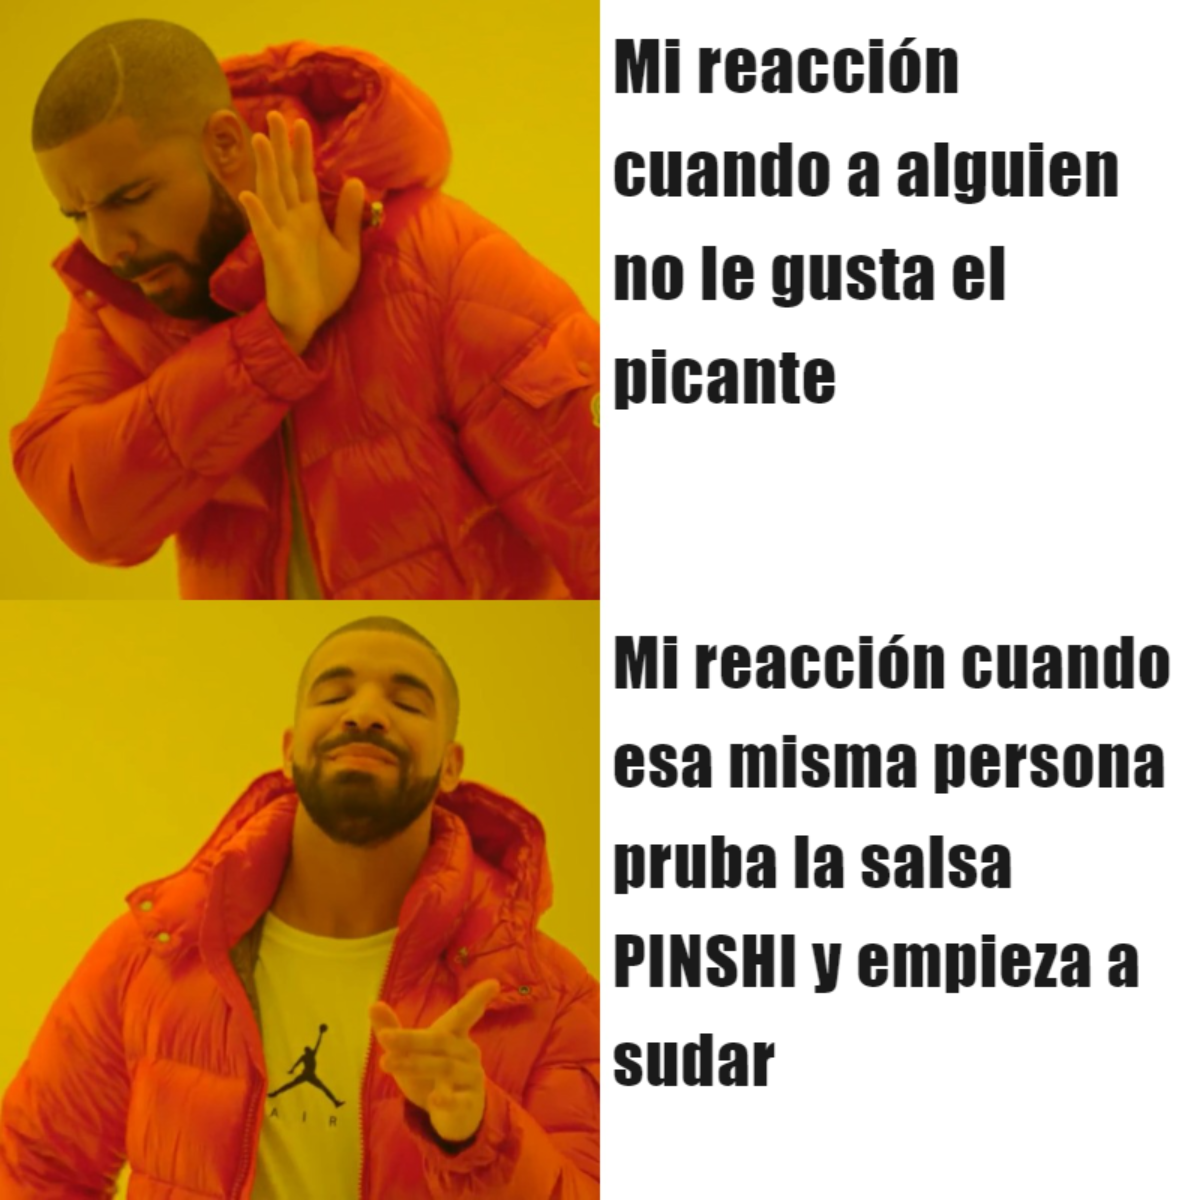 Mi reacción
cuando a alguien
no le gusta el
picante
Mi reacción cuando
esa misma persona
pruba la salsa
PINSHI y empieza a
sudar
AIR